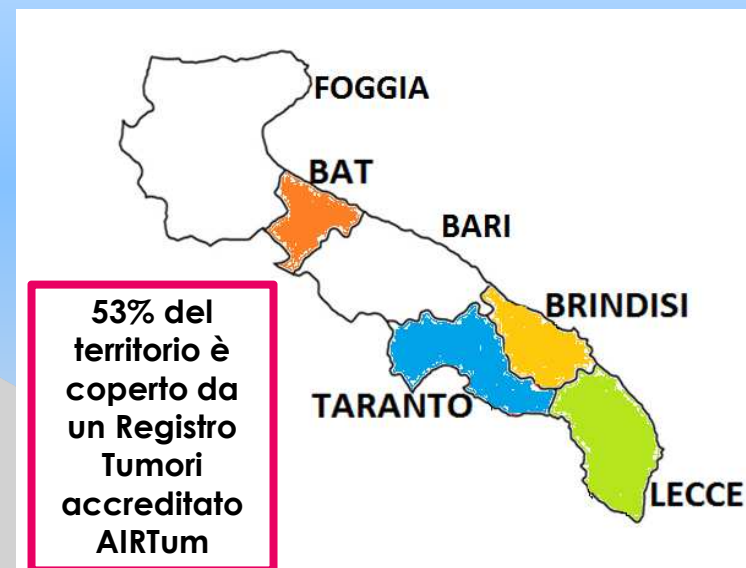 FOGGIA
BAT
BARI
BRINDISI
TARANTO
LECCE
53% del
territorio è
coperto da
un Registro
Tumori
accreditato
AIRTum